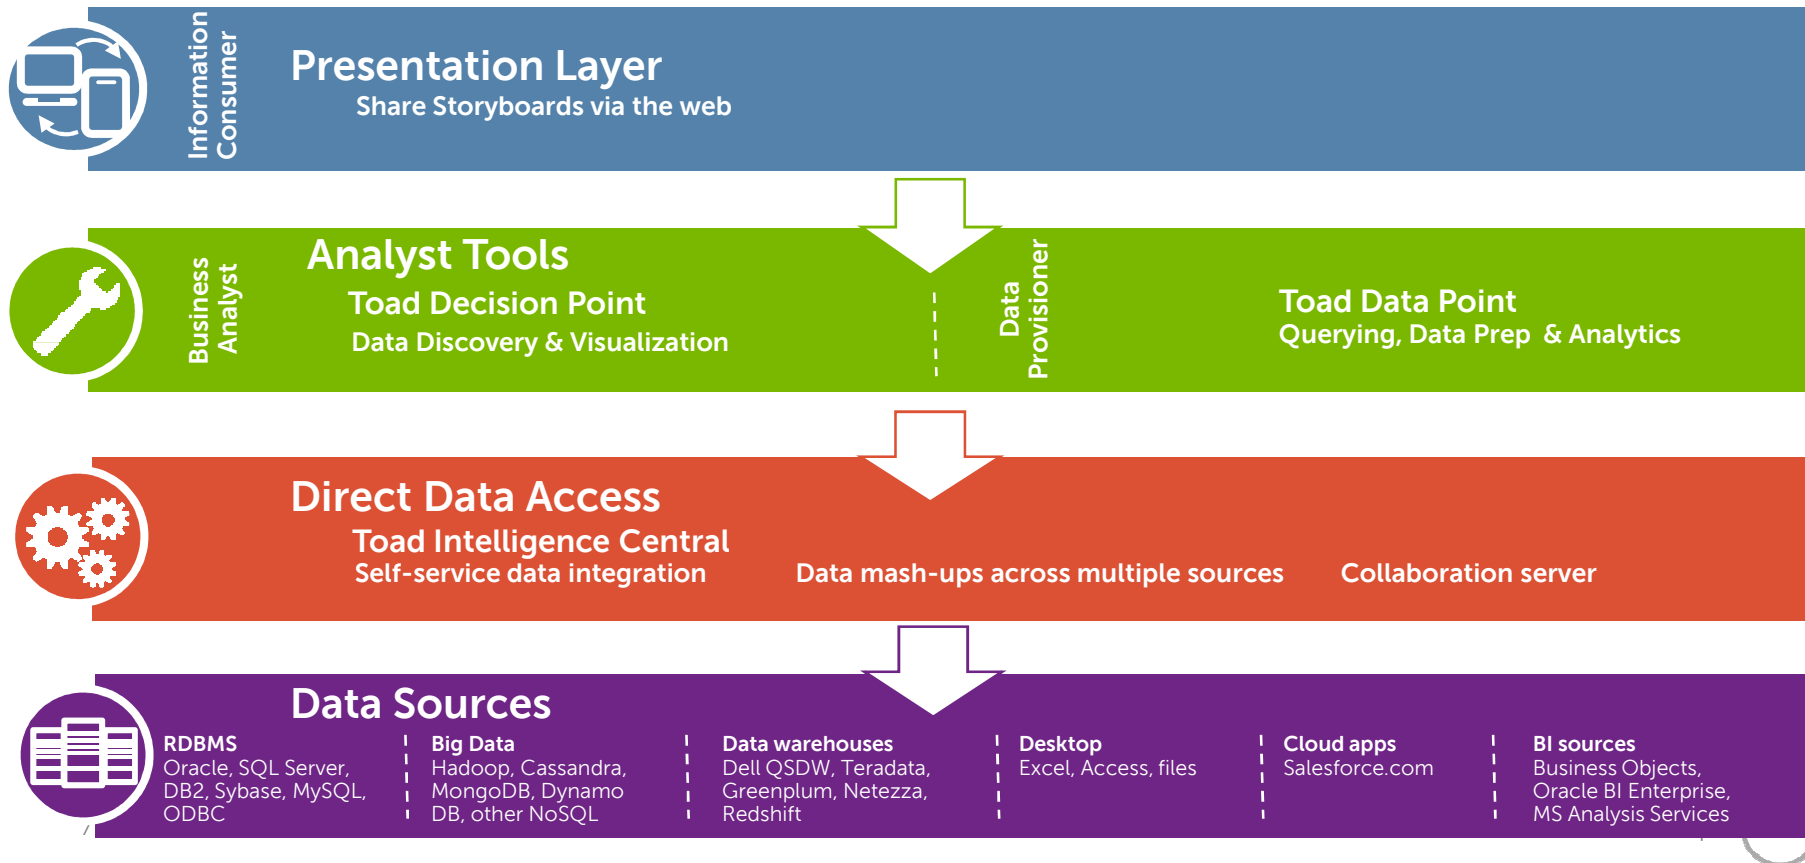 Information
Consumer
Presentation Layer
Share Storyboards via the web
Business
Analyst
Analyst Tools
Toad Decision Point
Data Discovery & Visualization
Data
Provisioner
Toad Data Point
Querying, Data Prep & Analytics
Direct Data Access
Toad Intelligence Central
Self-service data integration
Data mash-ups across multiple sources
Collaboration server
Data Sources
RDBMS
Oracle, SQL Server,
DB2, Sybase, MySQL,
ODBC
Big Data
Hadoop, Cassandra,
MongoDB, Dynamo
DB, other NoSQL
Data warehouses
Dell QSDW, Teradata,
Greenplum, Netezza,
Redshift
Desktop
Excel, Access, files
Cloud apps
Salesforce.com
BI sources
Business Objects,
Oracle BI Enterprise,
MS Analysis Services